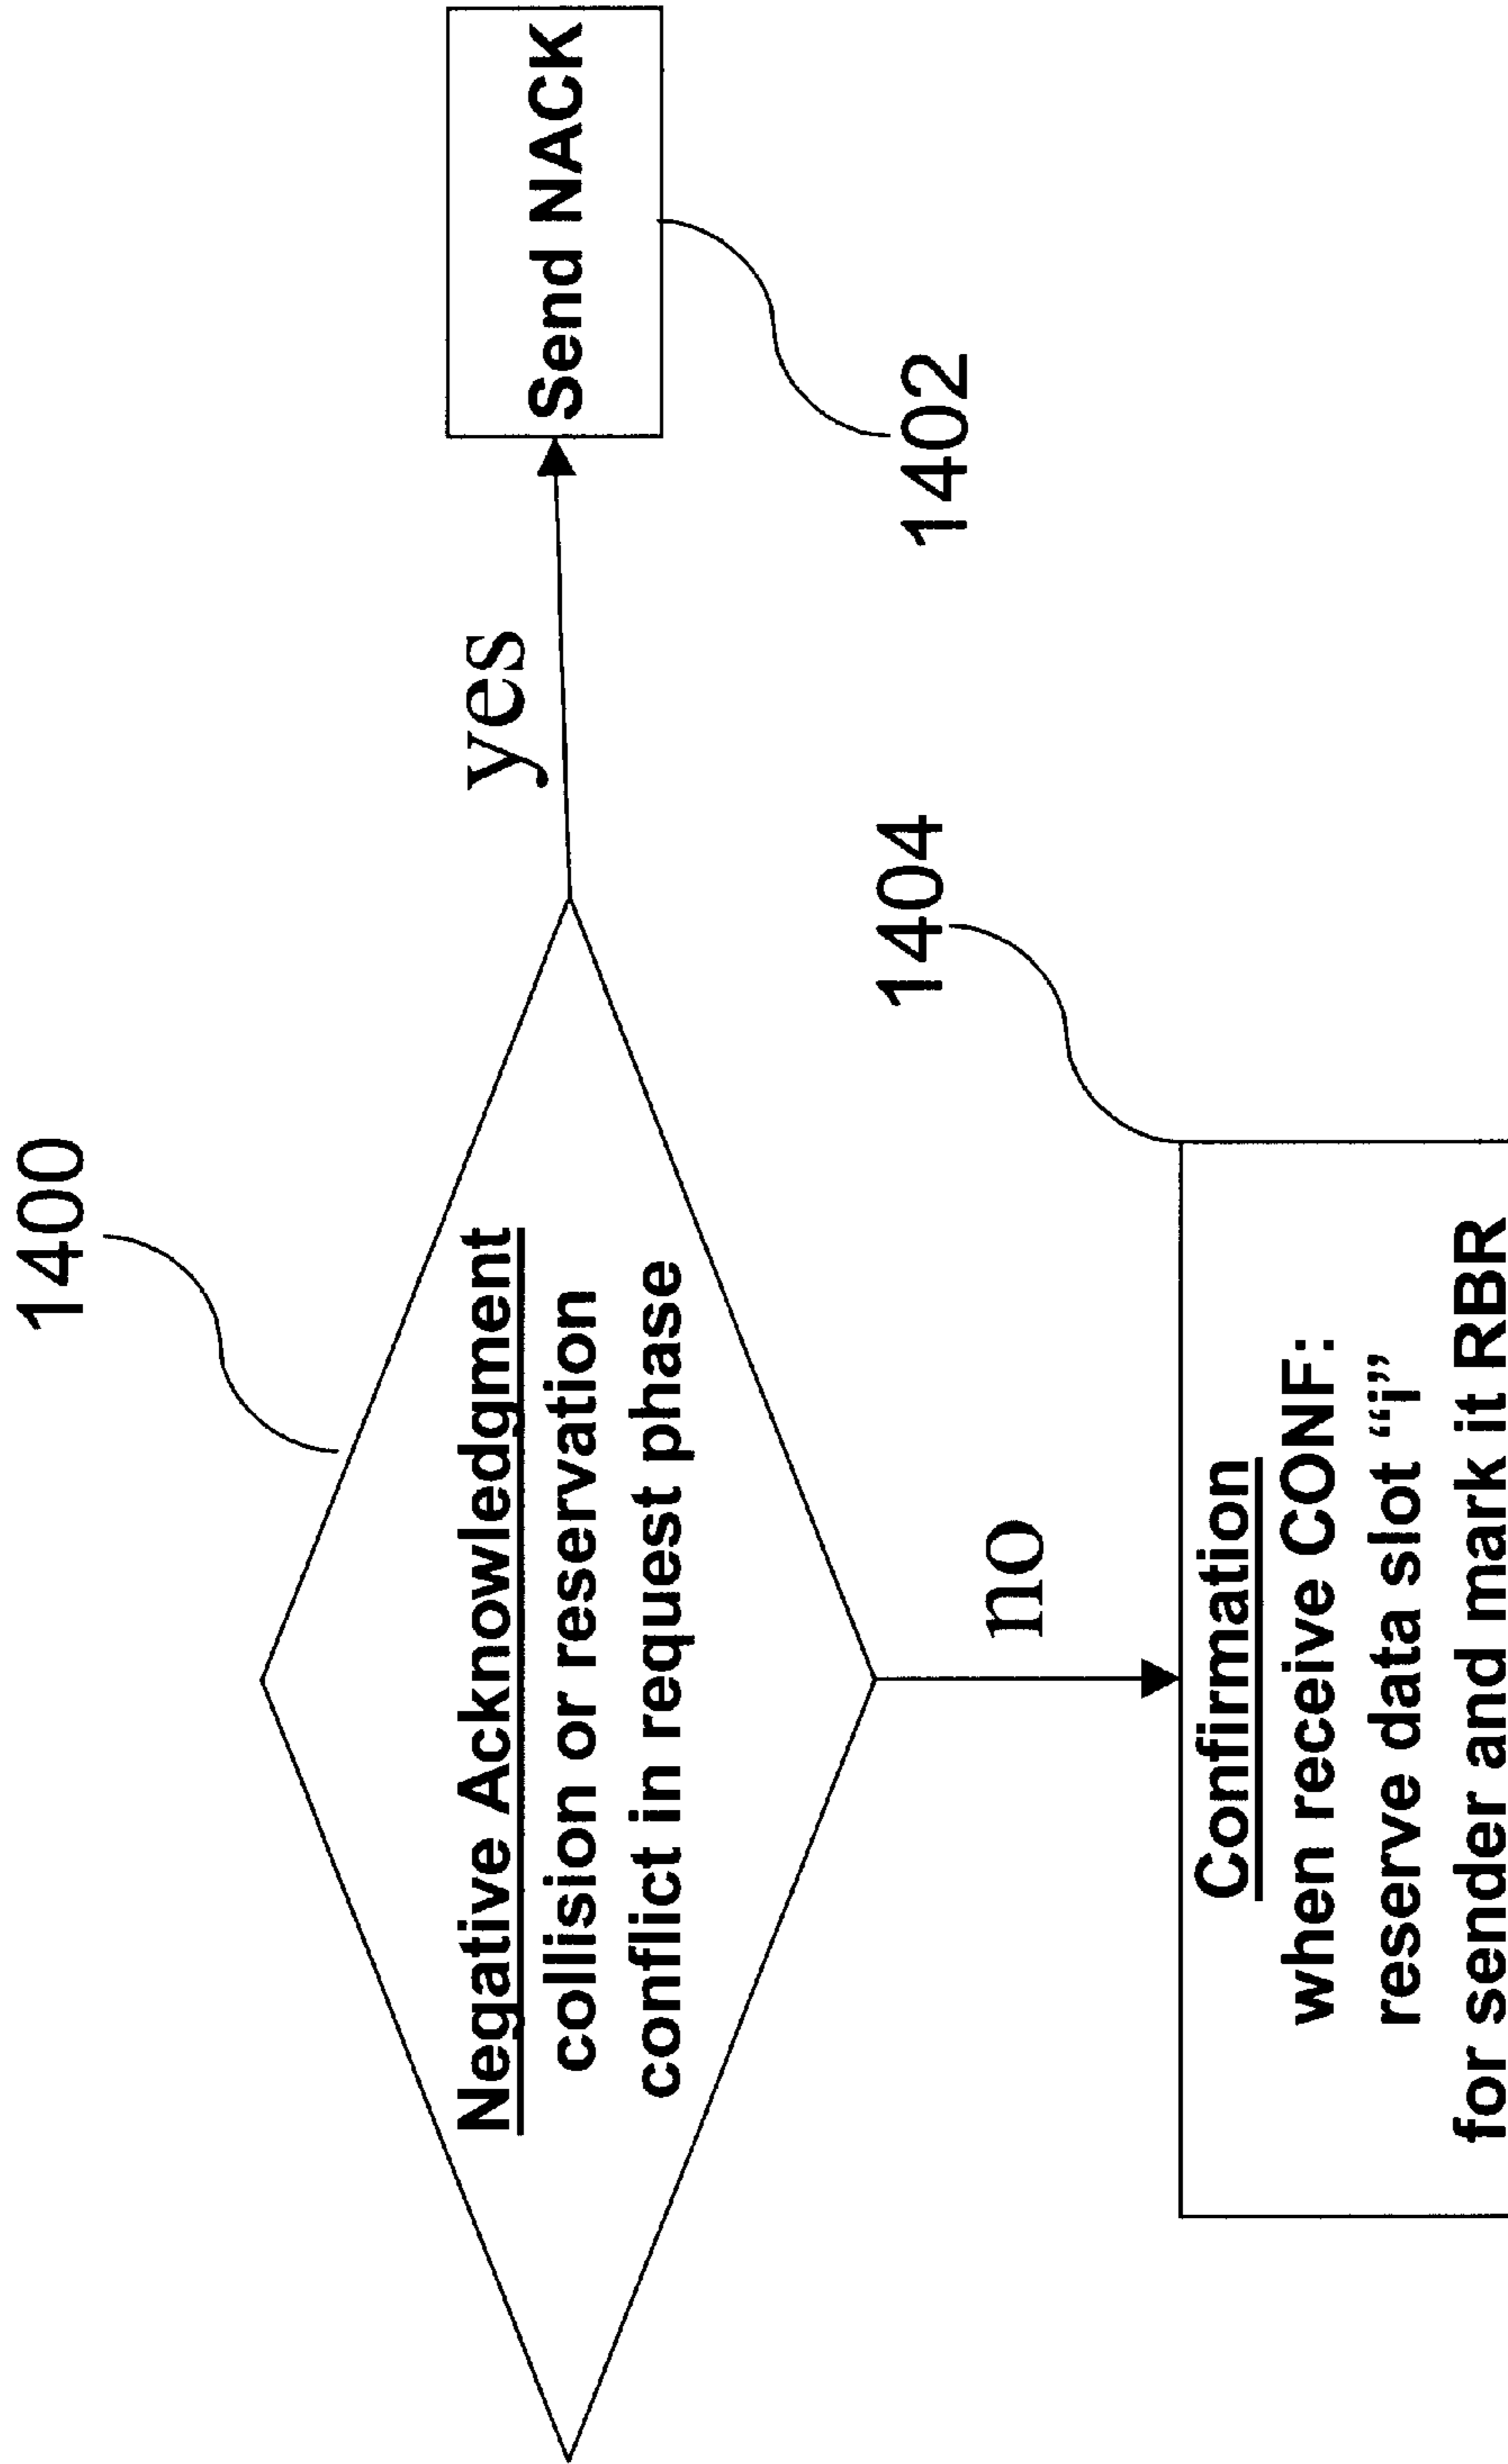 1400
Negative Acknowledgment
collision or reservation
conflict in request phase
yes
Send NACK
1402
no
1404
Confirmation
when receive CONF:
reserve data slot “j”
for sender and mark it RBR